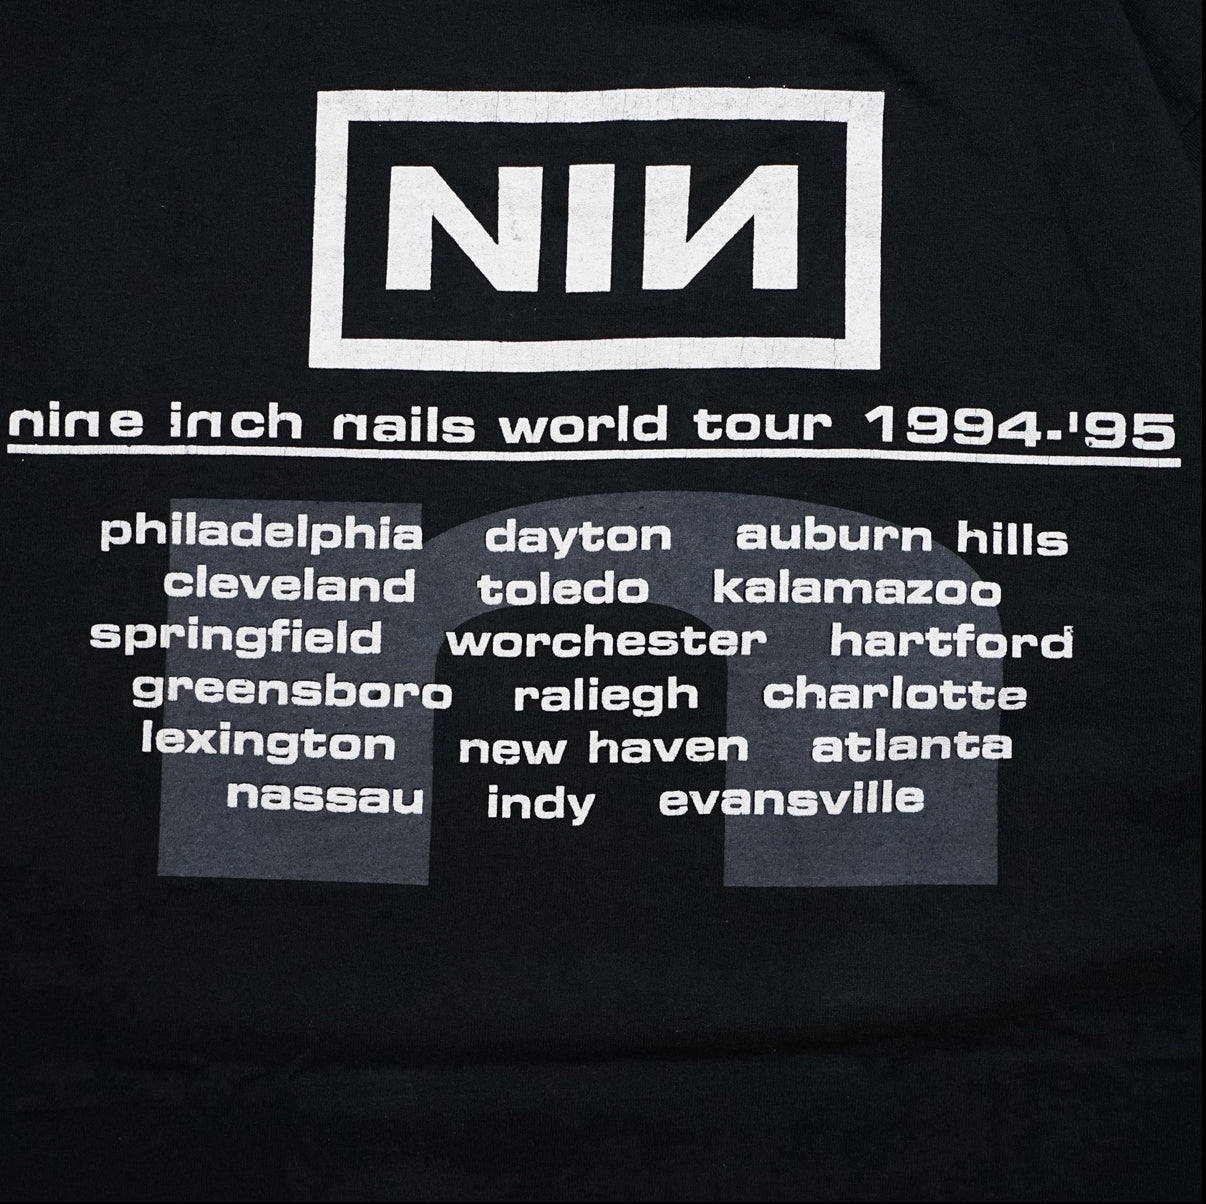 NIN
nine inch nails world tour 1994-'95
philadelphia dayton auburn hills
cleveland toledo kalamazoo
springfield worchester hartford
greensboro raliegh charlotte
lexington new haven atlanta
nassau indy evansville
n